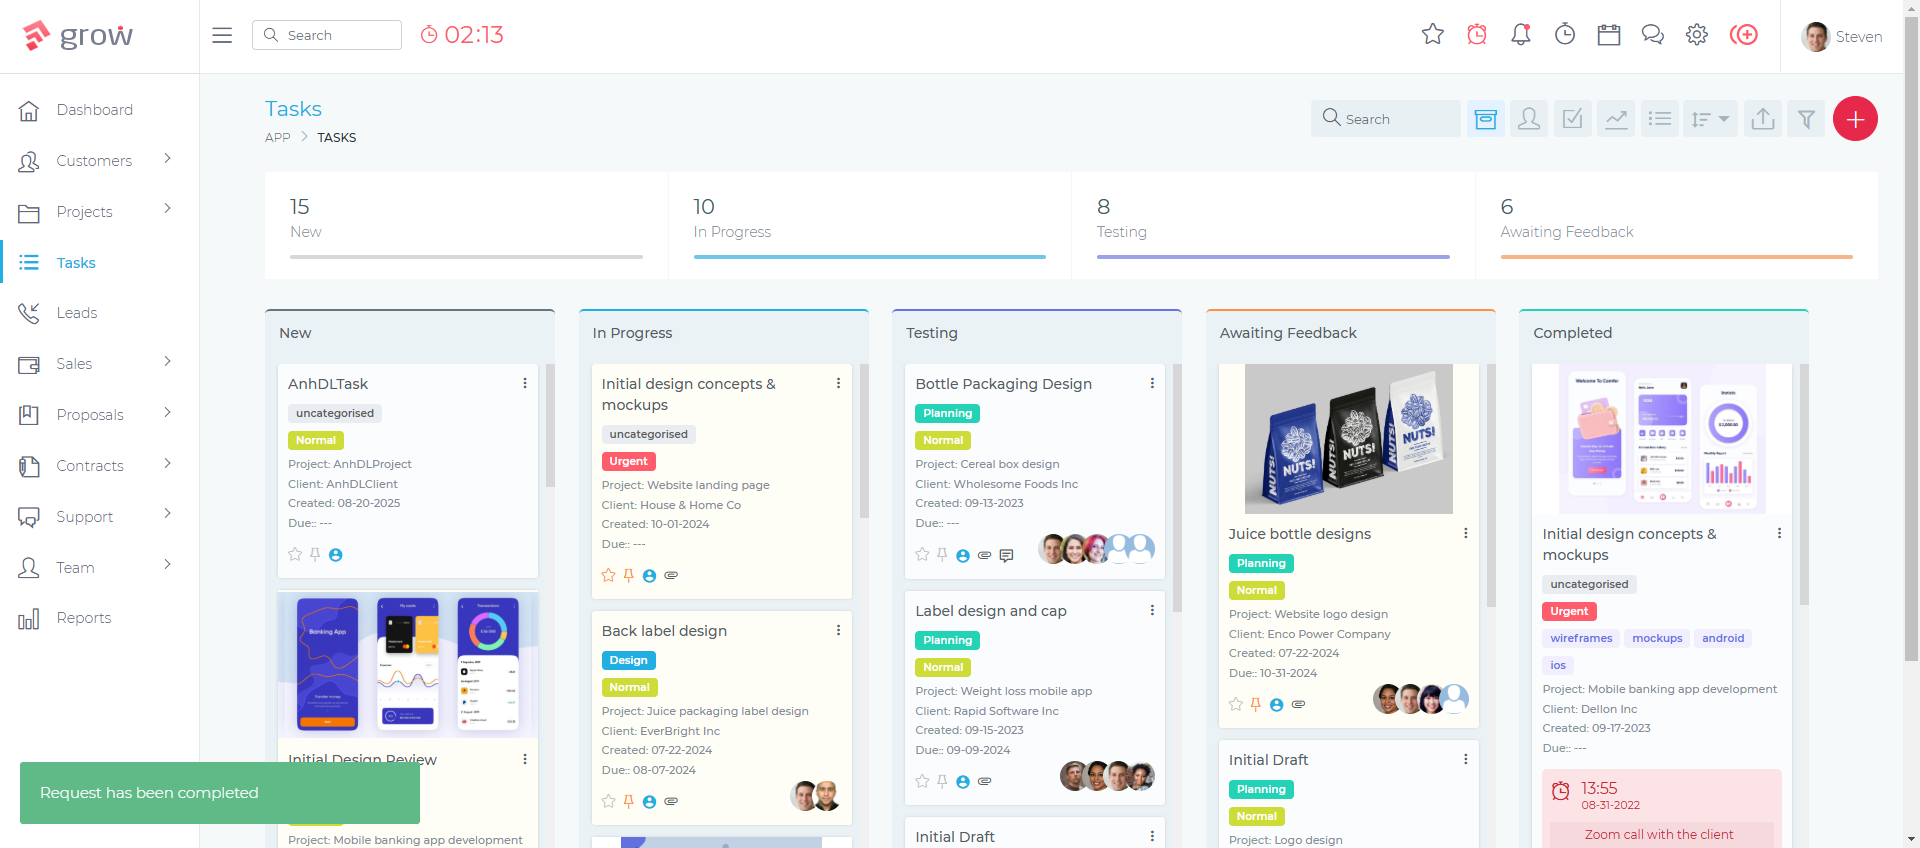 grow
Search
02:13
Steven
Dashboard
Customers
Projects
Tasks
Leads
Sales
Proposals
Contracts
Support
Team
Reports
Tasks
APP > TASKS
Search
15
New
10
In Progress
8
Testing
6
Awaiting Feedback
New
AnhDLTask
uncategorised
Normal
Project: AnhDLProject
Client: AnhDLClient
Created: 08-20-2025
Due:: ---
Banking App
My cards
Transactions
Transfer money
Initial Design Review
Project: Mobile banking app development
Request has been completed
In Progress
Initial design concepts &
mockups
uncategorised
Urgent
Project: Website landing page
Client: House & Home Co
Created: 10-01-2024
Due:: ---
Back label design
Design
Normal
Project: Juice packaging label design
Client: EverBright Inc
Created: 07-22-2024
Due:: 08-07-2024
Testing
Bottle Packaging Design
Planning
Normal
Project: Cereal box design
Client: Wholesome Foods Inc
Created: 09-13-2023
Due:: ---
Label design and cap
Planning
Normal
Project: Weight loss mobile app
Client: Rapid Software Inc
Created: 09-15-2023
Due:: 09-09-2024
Initial Draft
Awaiting Feedback
NUTS!
NUTS!
NUTS!
NUTS!
Juice bottle designs
Planning
Normal
Project: Website logo design
Client: Enco Power Company
Created: 07-22-2024
Due:: 10-31-2024
Initial Draft
Planning
Normal
Project: Logo design
Completed
Welcome To Comfer
Statistic
Initial design concepts &
mockups
uncategorised
Urgent
wireframes mockups android
ios
Project: Mobile banking app development
Client: Dellon Inc
Created: 09-17-2023
Due:: ---
13:55
08-31-2022
Zoom call with the client